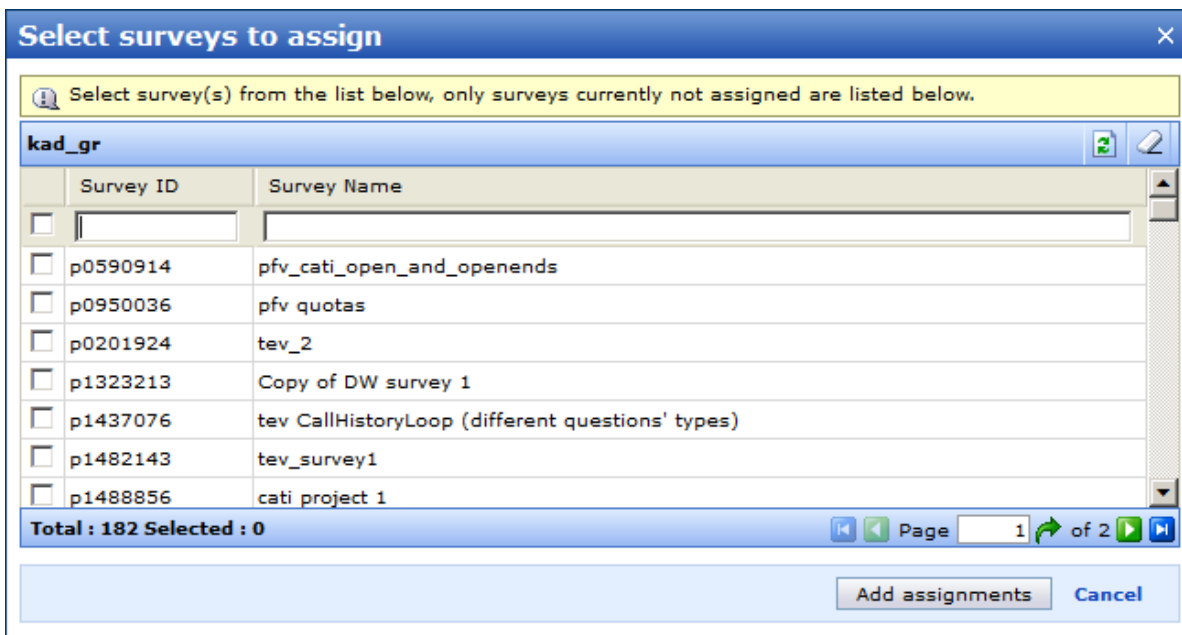 Select surveys to assign
Select survey(s) from the list below, only surveys currently not assigned are listed below.
kad_gr
Survey ID Survey Name
p0590914 pfv_cati_open_and_openends
p0950036 pfv quotas
p0201924 tev_2
p1323213 Copy of DW survey 1
p1437076 tev CallHistoryLoop (different questions' types)
p1482143 tev_survey1
p1488856 cati project 1
Total : 182 Selected : 0 Page 1 of 2
Add assignments Cancel